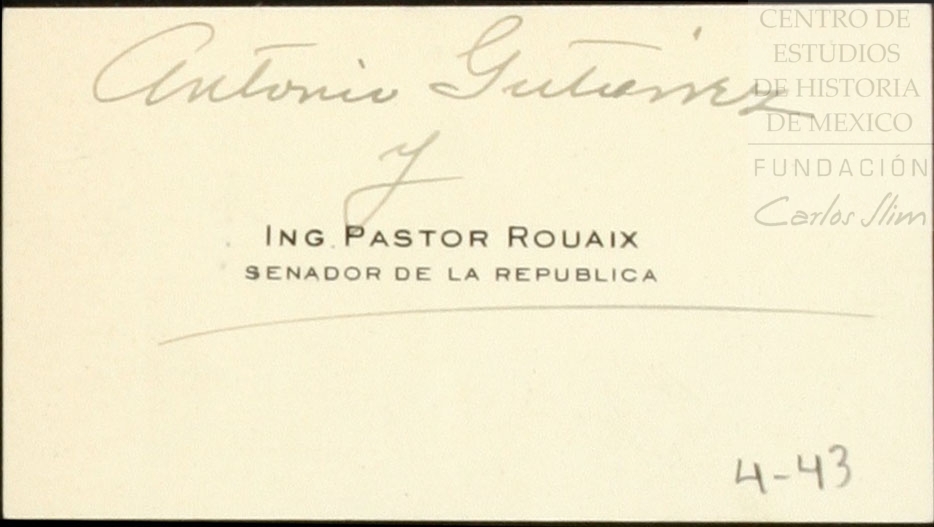 Antonio Gutiérrez
y
ING. PASTOR ROUAIX
SENADOR DE LA REPUBLICA
4-43
CENTRO DE
ESTUDIOS
DE HISTORIA
DE MEXICO
FUNDACIÓN
Carlos Slim